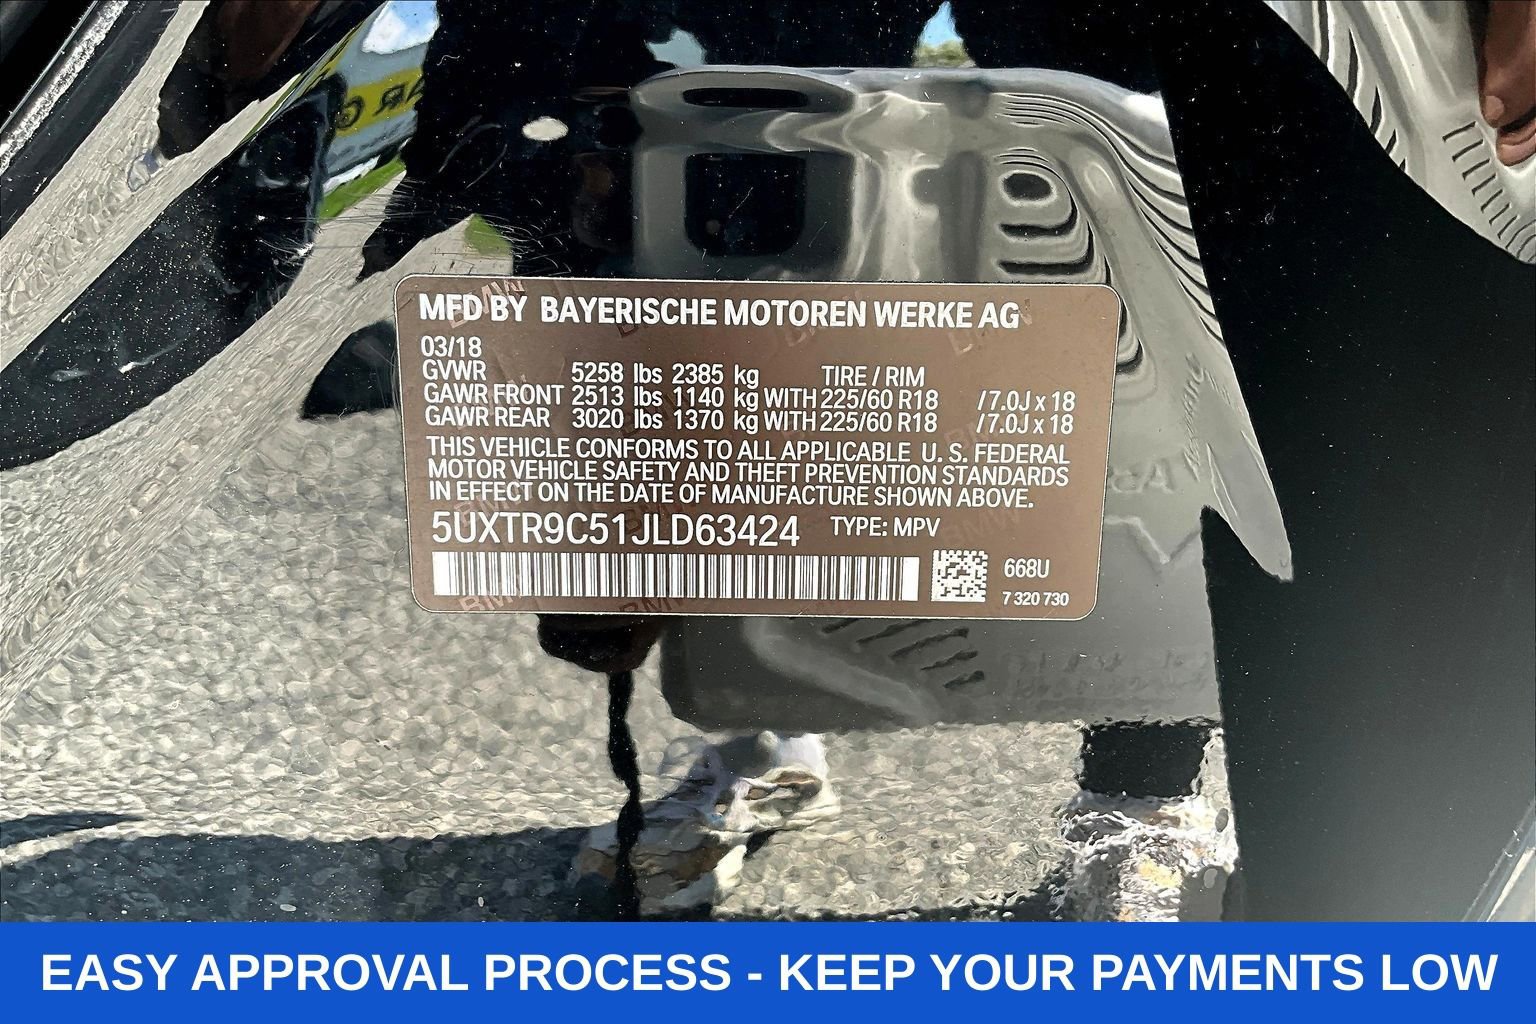 MFD BY BAYERISCHE MOTOREN WERKE AG
03/18
GVWR 5258 lbs 2385 kg TIRE / RIM
GAWR FRONT 2513 lbs 1140 kg WITH 225/60 R18 / 7.0J x 18
GAWR REAR 3020 lbs 1370 kg WITH 225/60 R18 / 7.0J x 18
THIS VEHICLE CONFORMS TO ALL APPLICABLE U. S. FEDERAL
MOTOR VEHICLE SAFETY AND THEFT PREVENTION STANDARDS
IN EFFECT ON THE DATE OF MANUFACTURE SHOWN ABOVE.
5UXTR9C51JLD63424 TYPE: MPV
668U
7 320 730
EASY APPROVAL PROCESS - KEEP YOUR PAYMENTS LOW